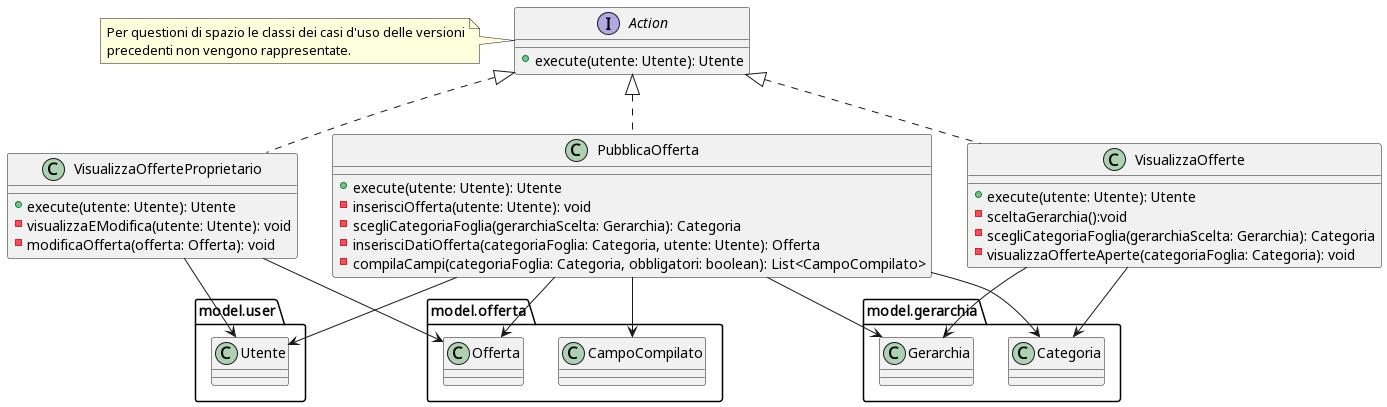 Per questioni di spazio le classi dei casi d'uso delle versioni
precedenti non vengono rappresentate.
I Action
execute(utente: Utente): Utente
C VisualizzaOfferteProprietario
execute(utente: Utente): Utente
visualizzaEModifica(utente: Utente): void
modificaOfferta(offerta: Offerta): void
C PubblicaOfferta
execute(utente: Utente): Utente
inserisciOfferta(utente: Utente): void
scegliCategoriaFoglia(gerarchiaScelta: Gerarchia): Categoria
inserisciDatiOfferta(categoriaFoglia: Categoria, utente: Utente): Offerta
compilaCampi(categoriaFoglia: Categoria, obbligatori: boolean): List<CampoCompilato>
C VisualizzaOfferte
execute(utente: Utente): Utente
sceltaGerarchia():void
scegliCategoriaFoglia(gerarchiaScelta: Gerarchia): Categoria
visualizzaOfferteAperte(categoriaFoglia: Categoria): void
model.user
C Utente
model.offerta
C Offerta
C CampoCompilato
model.gerarchia
C Gerarchia
C Categoria